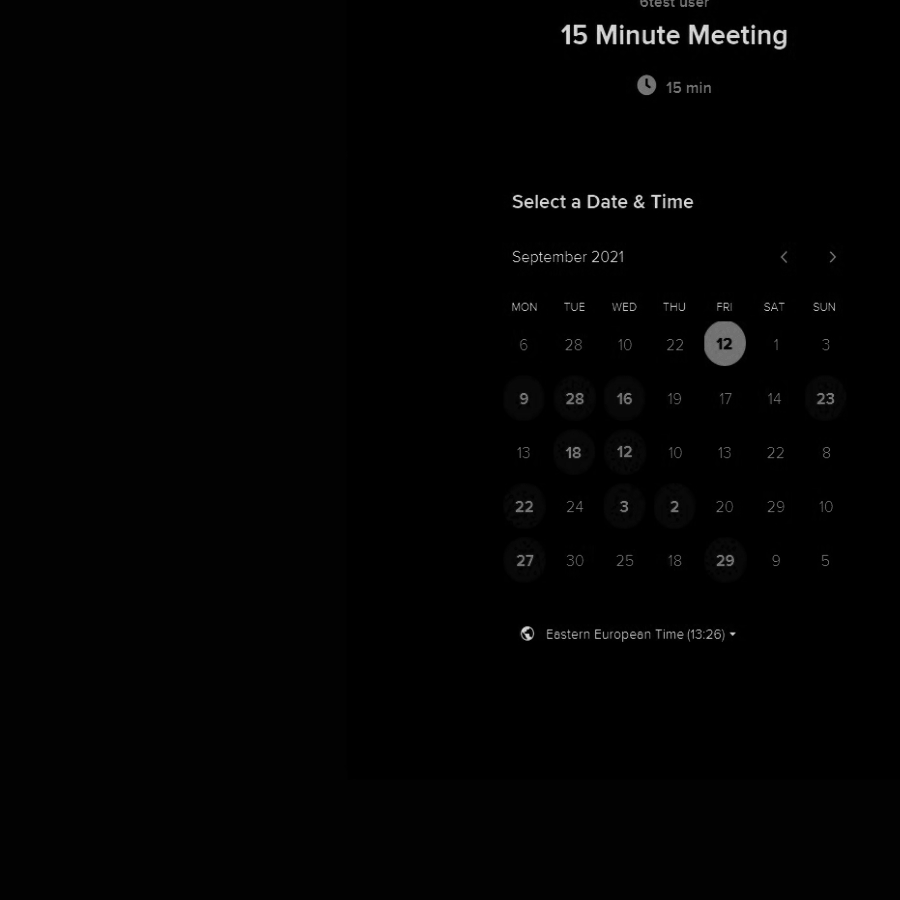 6test user
15 Minute Meeting
15 min
Select a Date & Time
September 2021
MON TUE WED THU FRI SAT SUN
6 28 10 22 12 1 3
9 28 16 19 17 14 23
13 18 12 10 13 22 8
22 24 3 2 20 29 10
27 30 25 18 29 9 5
Eastern European Time (13:26)